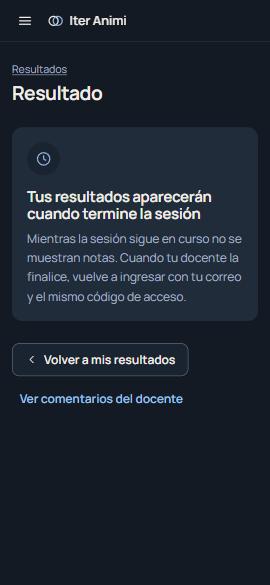 Iter Animi
Resultados
Resultado
Tus resultados aparecerán
cuando termine la sesión
Mientras la sesión sigue en curso no se
muestran notas. Cuando tu docente la
finalice, vuelve a ingresar con tu correo
y el mismo código de acceso.
Volver a mis resultados
Ver comentarios del docente